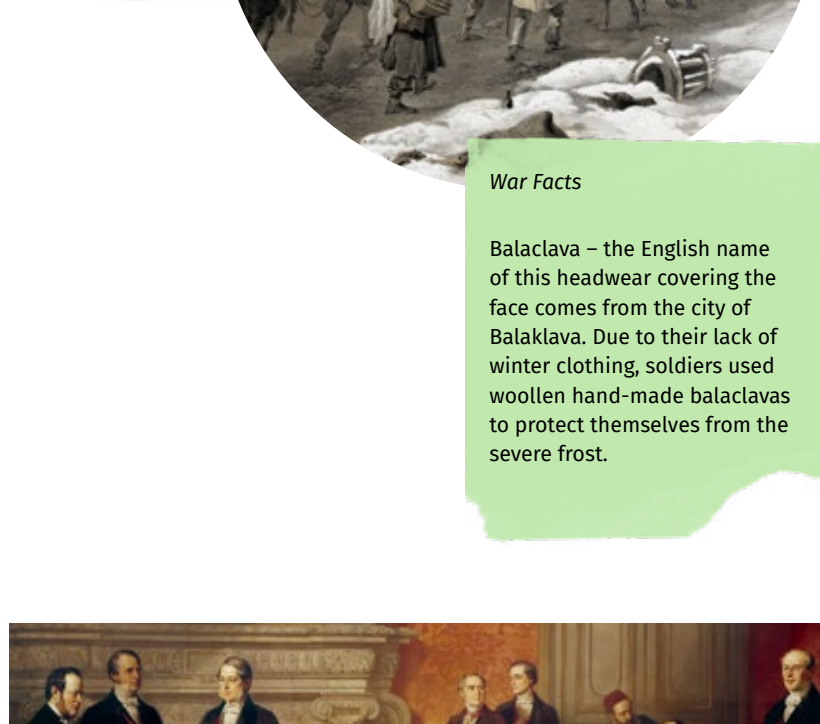 War Facts
Balaclava – the English name
of this headwear covering the
face comes from the city of
Balaklava. Due to their lack of
winter clothing, soldiers used
woollen hand-made balaclavas
to protect themselves from the
severe frost.